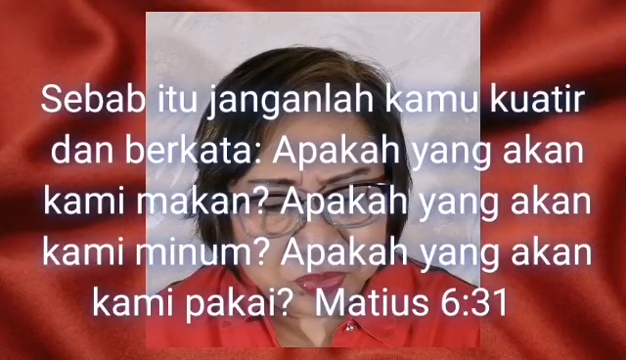 Sebab itu janganlah kamu kuatir
dan berkata: Apakah yang akan
kami makan? Apakah yang akan
kami minum? Apakah yang akan
kami pakai? Matius 6:31